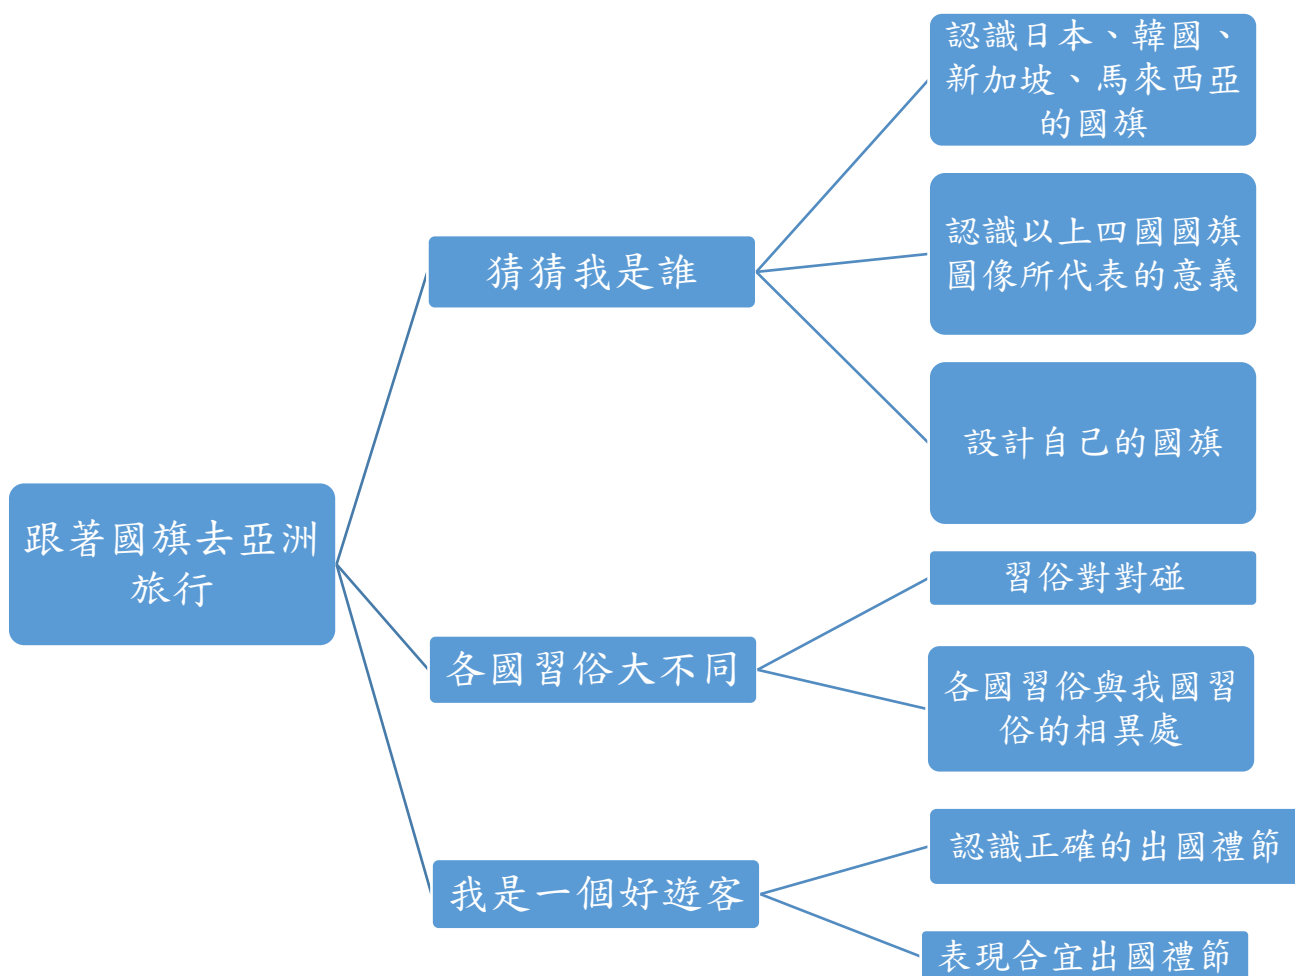 認識日本、韓國、
新加坡、馬來西亞
的國旗
認識以上四國國旗
圖像所代表的意義
猜猜我是誰
設計自己的國旗
跟著國旗去亞洲
旅行
習俗對對碰
各國習俗大不同
各國習俗與我國習
俗的相異處
認識正確的出國禮節
我是一個好遊客
表現合宜出國禮節